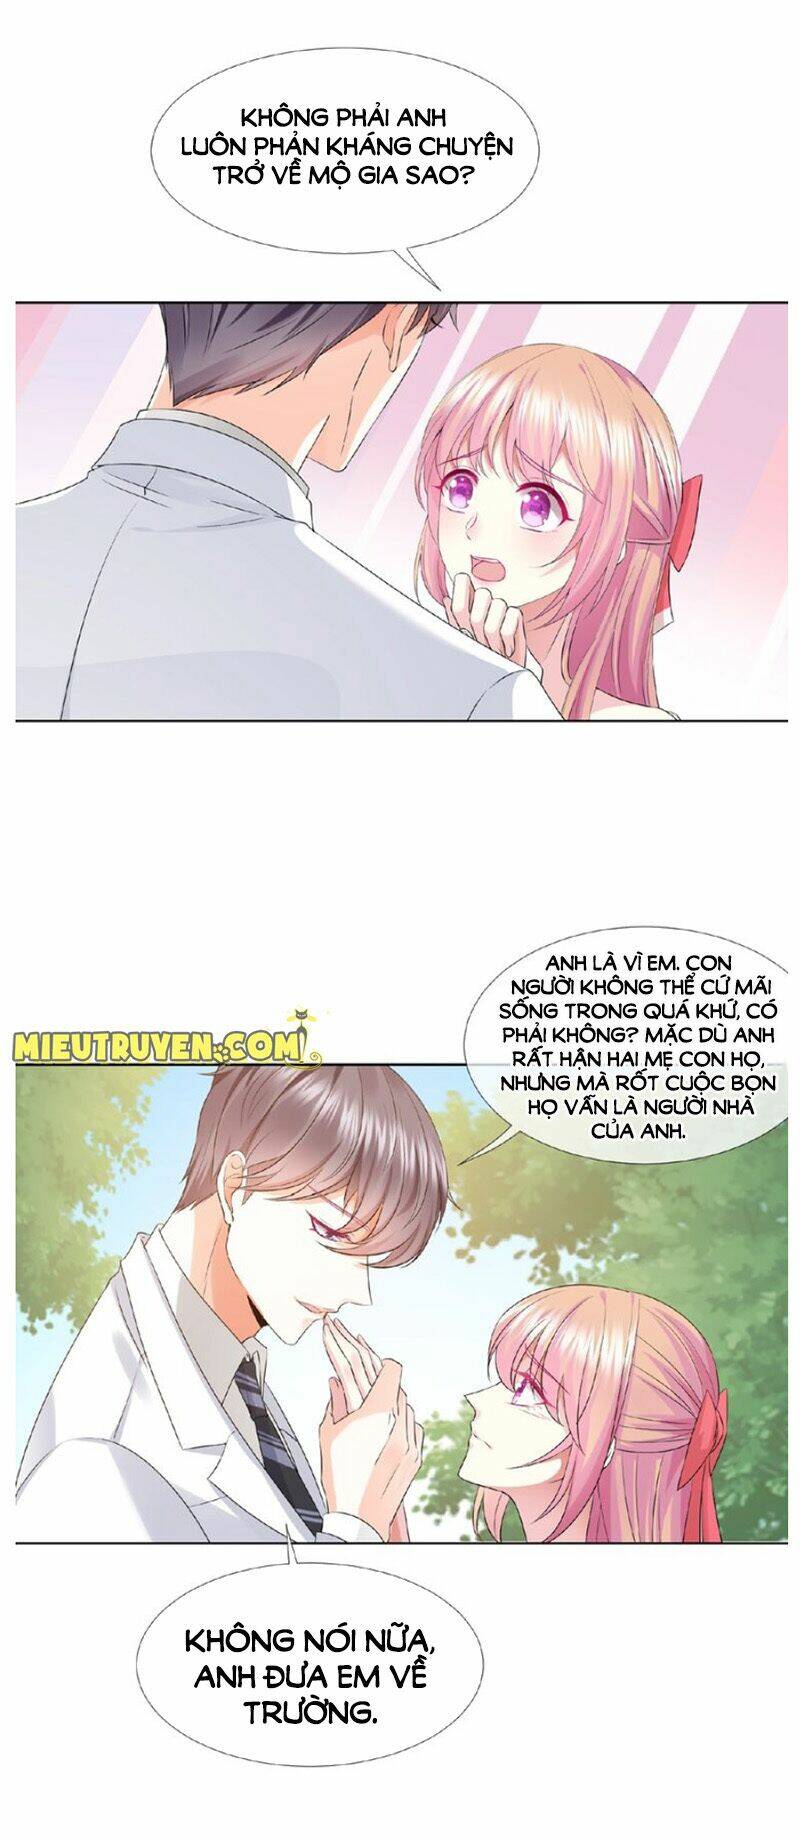 KHÔNG PHẢI ANH
LUÔN PHẢN KHÁNG CHUYỆN
TRỞ VỀ MỘ GIA SAO?
ANH LÀ VÌ EM. CON
NGƯỜI KHÔNG THỂ CỨ MÃI
SỐNG TRONG QUÁ KHỨ, CÓ
PHẢI KHÔNG? MẶC DÙ ANH
RẤT HẬN HAI MẸ CON HỌ,
NHƯNG MÀ RỐT CUỘC BỌN
HỌ VẪN LÀ NGƯỜI NHÀ
CỦA ANH.
MIEUTRUYEN.COM
KHÔNG NÓI NỮA,
ANH ĐƯA EM VỀ
TRƯỜNG.